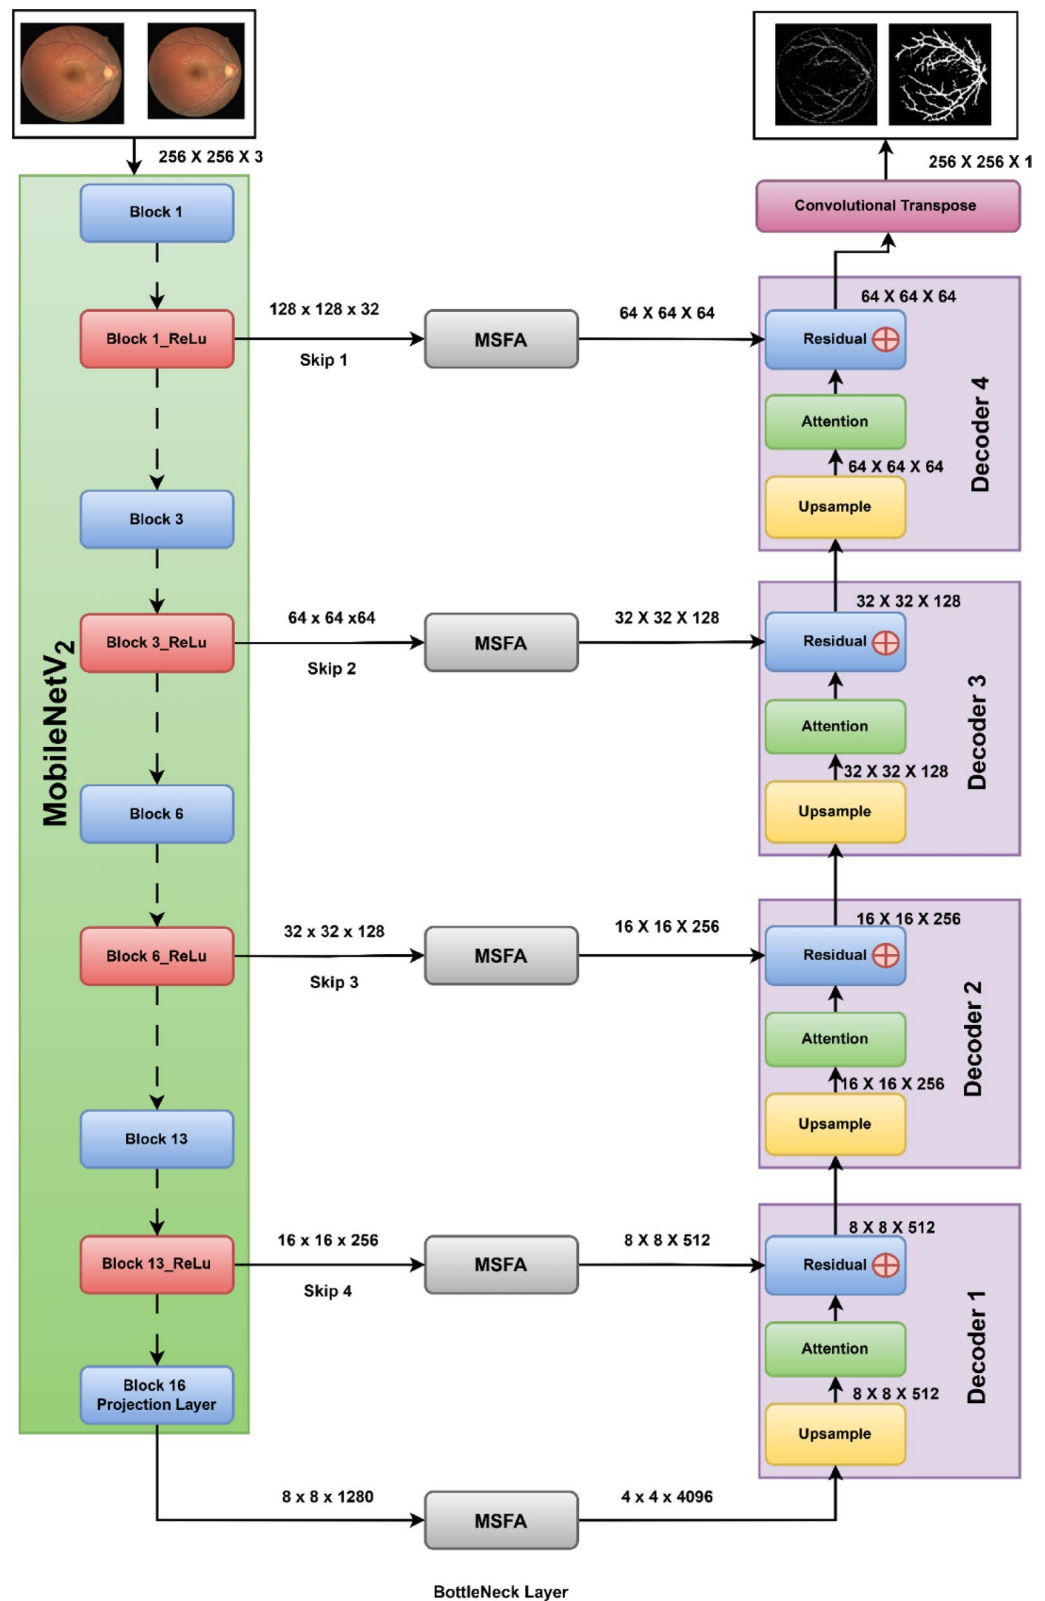 256 X 256 X 3
256 X 256 X 1
Block 1
Convolutional Transpose
128 x 128 x 32
64 X 64 X 64
64 X 64 X 64
Block 1_ReLu
MSFA
Residual
Skip 1
Attention
64 X 64 X 64
Upsample
Decoder 4
Block 3
64 x 64 x64
32 X 32 X 128
32 X 32 X 128
Block 3_ReLu
MSFA
Residual
Skip 2
Attention
32 X 32 X 128
Upsample
Decoder 3
MobileNetV2
Block 6
32 x 32 x 128
16 X 16 X 256
16 X 16 X 256
Block 6_ReLu
MSFA
Residual
Skip 3
Attention
16 X 16 X 256
Upsample
Decoder 2
Block 13
16 x 16 x 256
8 X 8 X 512
8 X 8 X 512
Block 13_ReLu
MSFA
Residual
Skip 4
Attention
8 X 8 X 512
Upsample
Decoder 1
Block 16
Projection Layer
8 x 8 x 1280
4 x 4 x 4096
MSFA
BottleNeck Layer